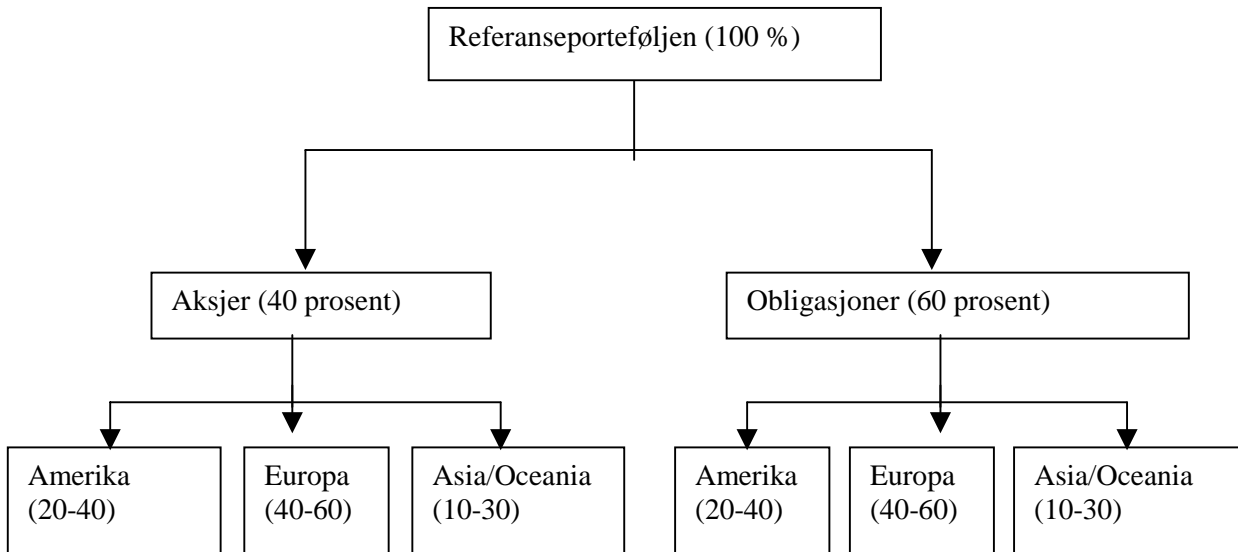 Referanseporteføljen (100 %)
Aksjer (40 prosent)
Obligasjoner (60 prosent)
Amerika
(20-40)
Europa
(40-60)
Asia/Oceania
(10-30)
Amerika
(20-40)
Europa
(40-60)
Asia/Oceania
(10-30)